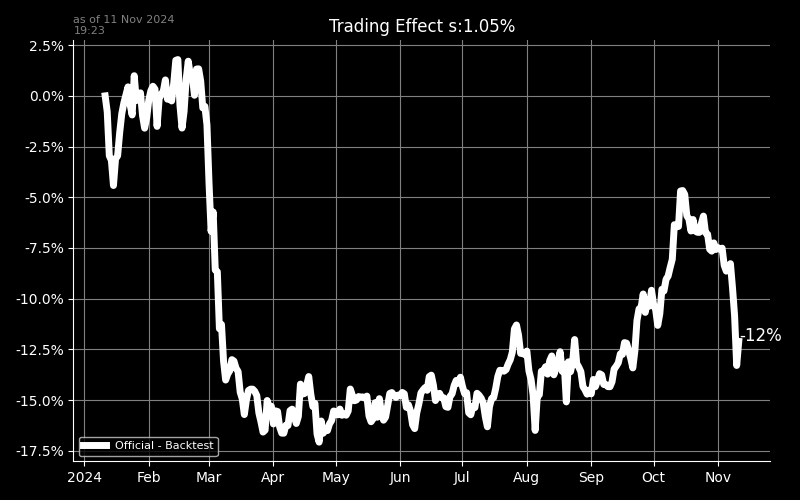 as of 11 Nov 2024
19:23
Trading Effect s:1.05%
2.5%
0.0%
-2.5%
-5.0%
-7.5%
-10.0%
-12.5%
-15.0%
-17.5%
-12%
Official - Backtest
2024 Feb Mar Apr May Jun Jul Aug Sep Oct Nov